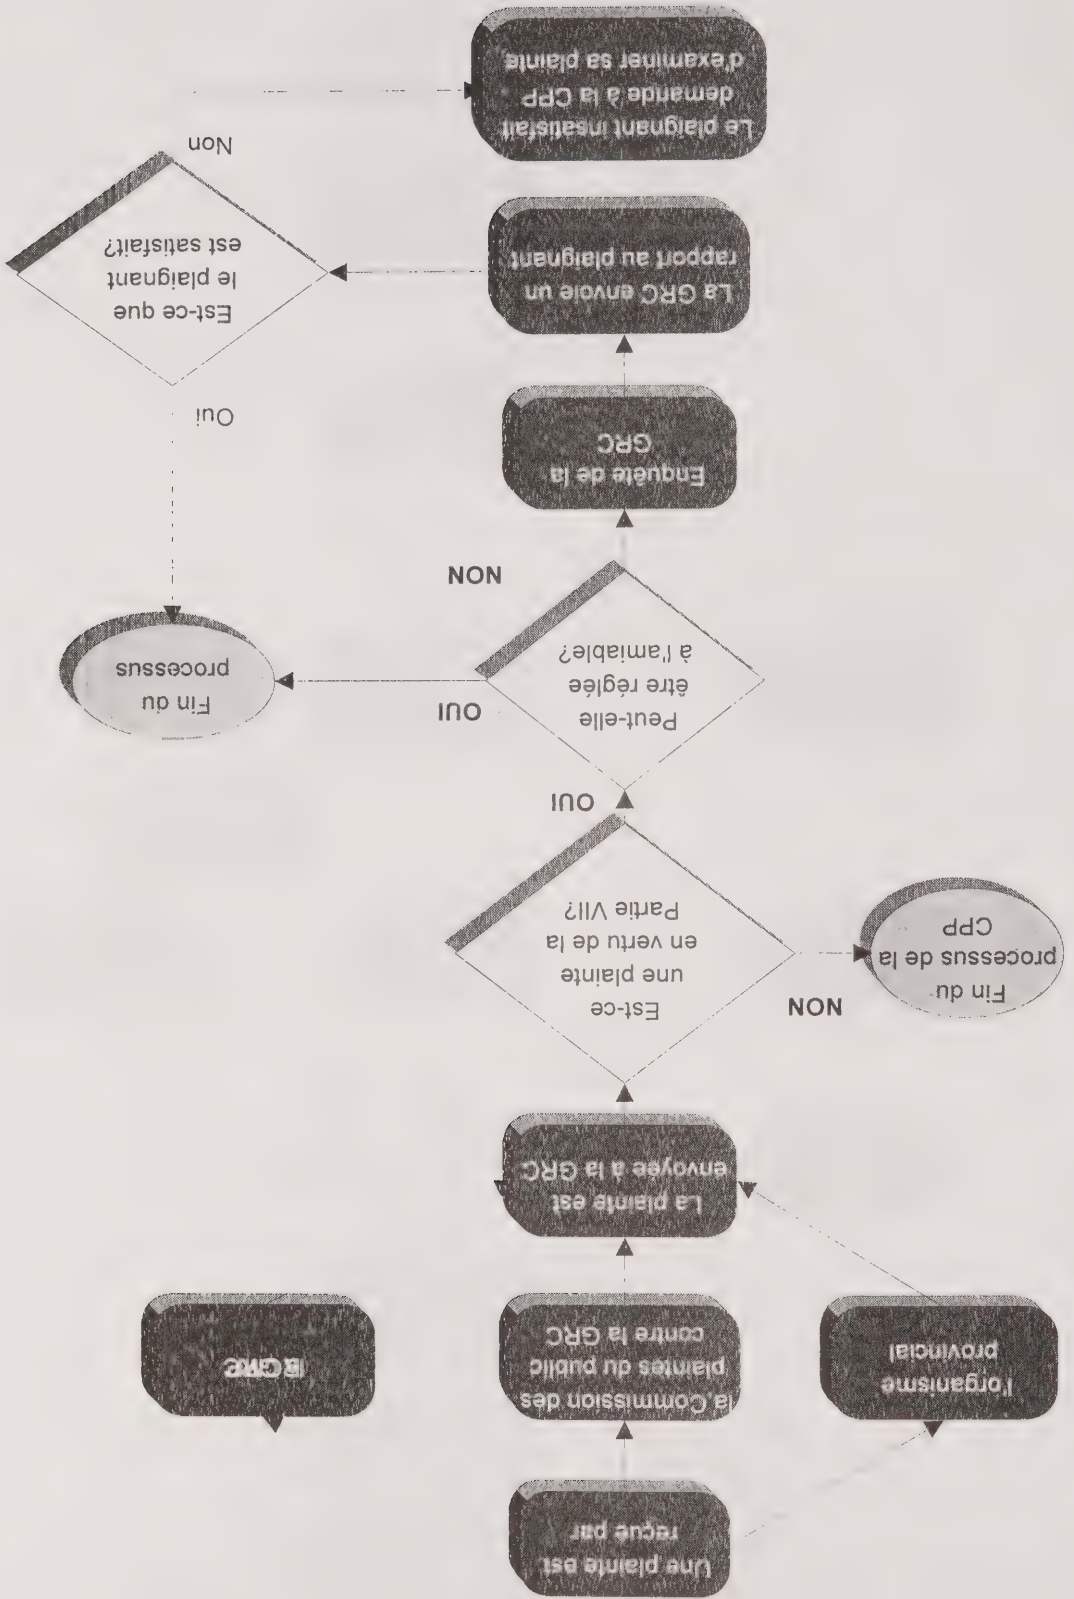 Une plainte est
reçue par
l'organisme
provincial
la Commission des
plaintes du public
contre la GRC
la GRC
La plainte est
envoyée à la GRC
NON
Fin du
processus de la
CPP
Est-ce
une plainte
en vertu de la
Partie VII?
OUI
Peut-elle
être réglée
à l'amiable?
OUI
Fin du
processus
NON
Enquête de la
GRC
Oui
La GRC envoie un
rapport au plaignant
Est-ce que
le plaignant
est satisfait?
Non
Le plaignant insatisfait
demande à la CPP
d'examiner sa plainte